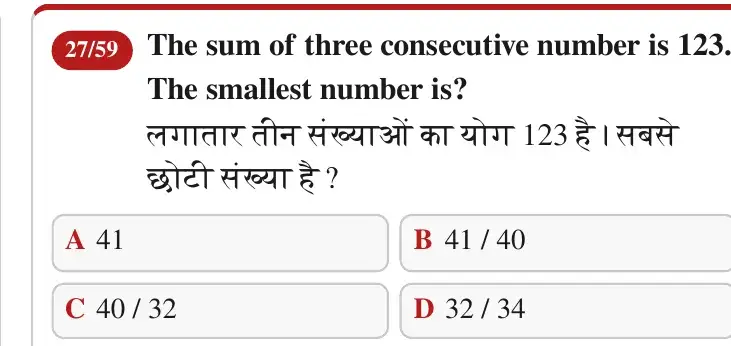 27/59 The sum of three consecutive number is 123.
The smallest number is?
लगातार तीन संख्याओं का योग 123 है। सबसे
छोटी संख्या है ?
A 41
B 41 / 40
C 40 / 32
D 32 / 34